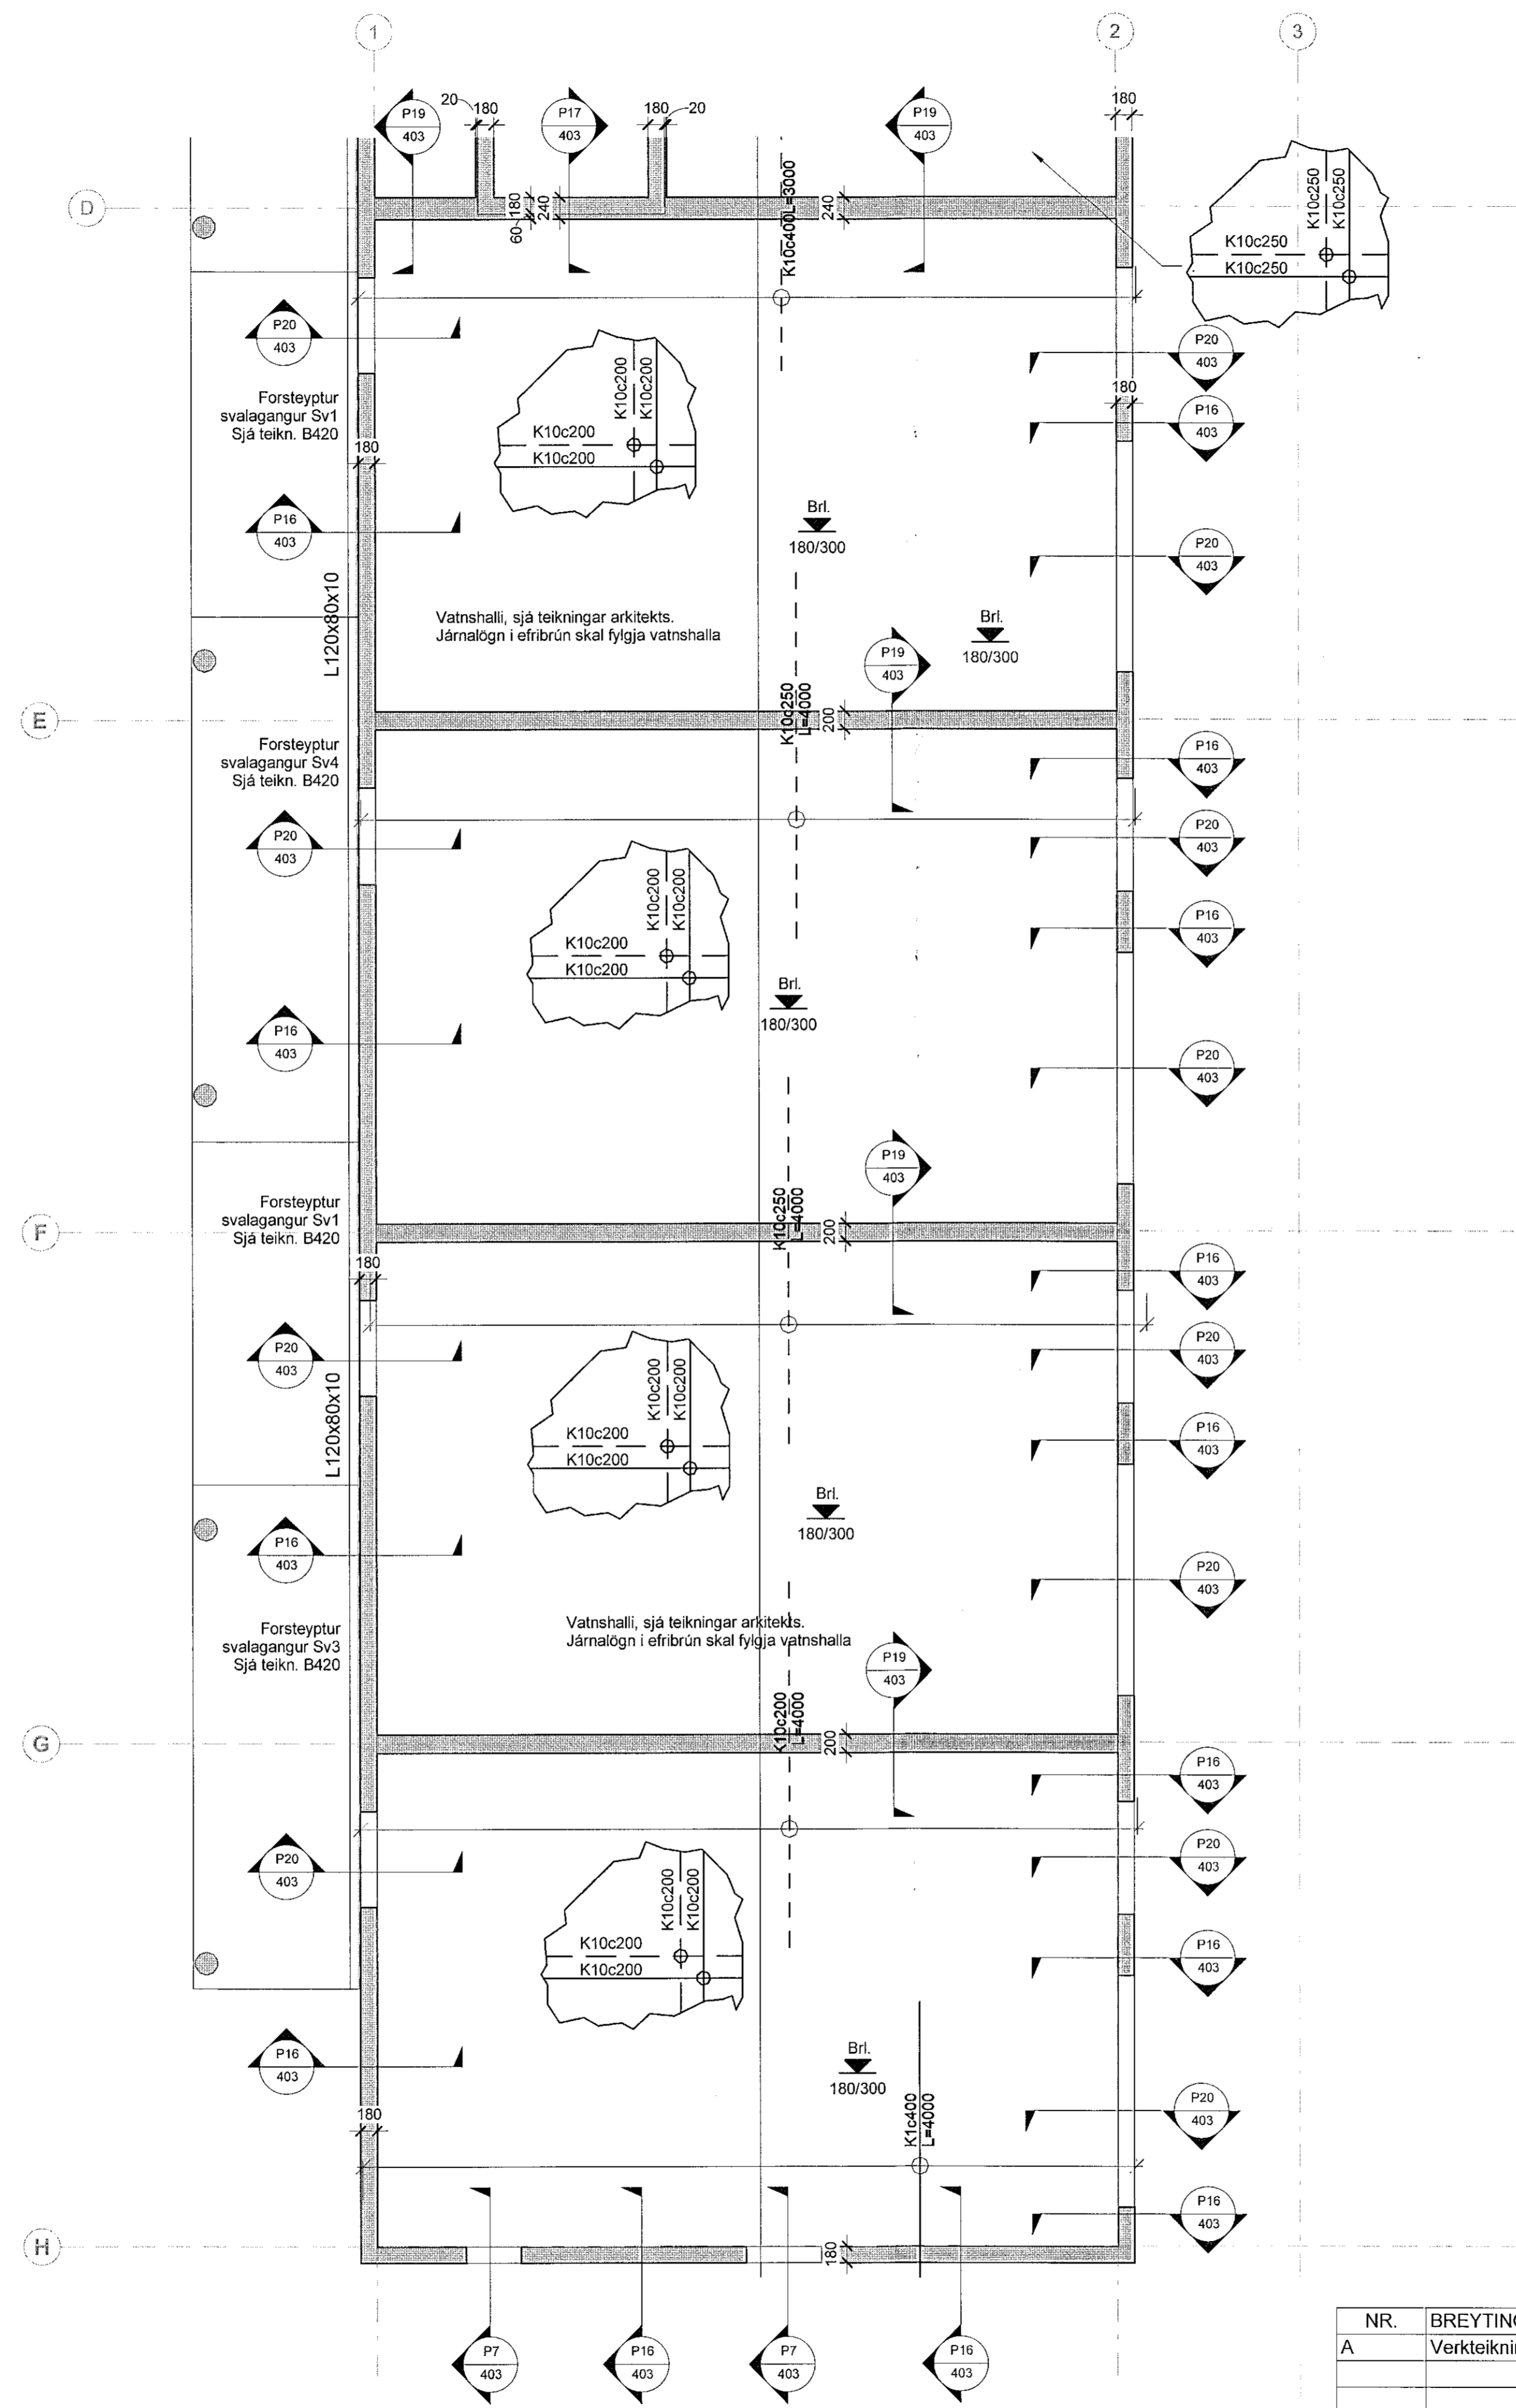 1
2
3
P19
403
20
180
P17
403
180
20
P19
403
180
D
180
60
240
K10c400L=3000
240
K10c250
K10c250
K10c250
K10c250
P20
403
P20
403
Forsteyptur
svalagangur Sv1
Sjá teikn. B420
180
K10c200
K10c200
K10c200
K10c200
180
P16
403
P16
403
Brl.
180/300
P20
403
L120x80x10
Vatnshalli, sjá teikningar arkitekts.
Járnalögn i efribrún skal fylgja vatnshalla
Brl.
180/300
P19
403
E
K10c250
L=4000
200
Forsteyptur
svalagangur Sv4
Sjá teikn. B420
P16
403
P20
403
P20
403
K10c200
K10c200
K10c200
K10c200
P16
403
Brl.
180/300
P16
403
P20
403
P19
403
Forsteyptur
svalagangur Sv1
Sjá teikn. B420
F
K10c250
L=4000
200
180
P16
403
P20
403
P20
403
L120x80x10
K10c200
K10c200
K10c200
K10c200
P16
403
Brl.
180/300
P16
403
P20
403
Forsteyptur
svalagangur Sv3
Sjá teikn. B420
Vatnshalli, sjá teikningar arkitekts.
Járnalögn i efribrún skal fylgja vatnshalla
P19
403
G
K10c200
L=4000
200
P16
403
P20
403
P20
403
K10c200
K10c200
K10c200
K10c200
P16
403
P16
403
Brl.
180/300
180
K1c400
L=4000
P20
403
P16
403
H
180
P7
403
P16
403
P7
403
P16
403
NR.
BREYTING
A
Verkteiknin